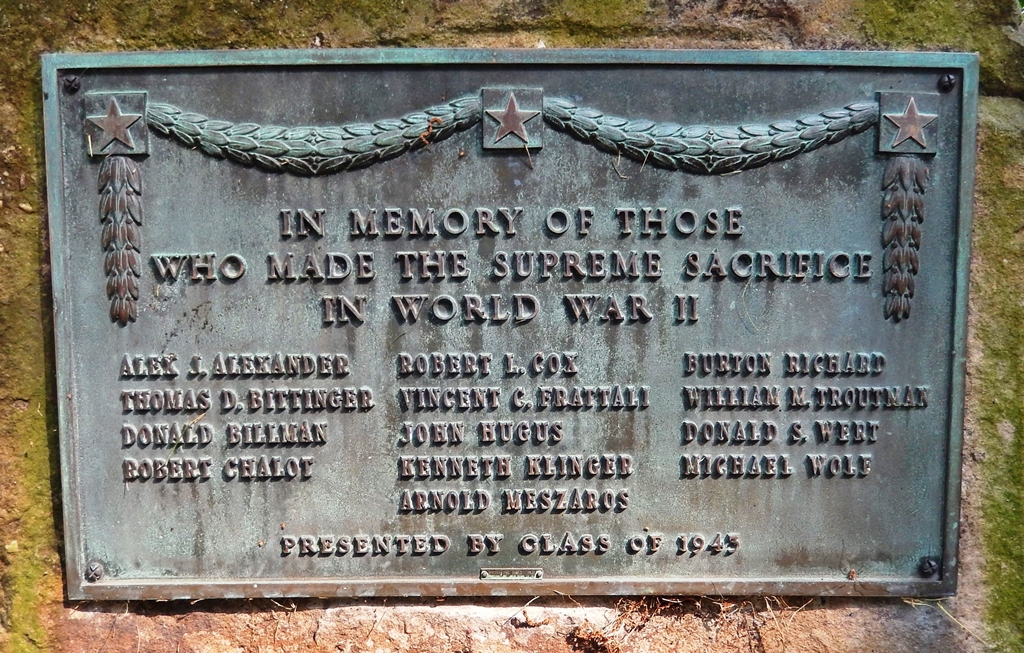 IN MEMORY OF THOSE
WHO MADE THE SUPREME SACRIFICE
IN WORLD WAR II
ALEX J. ALEXANDER
THOMAS D. BITTINGER
DONALD BILLMAN
ROBERT CHALOT
ROBERT L. COX
VINCENT C. FRATTALI
JOHN HUGUS
KENNETH KLINGER
ARNOLD MESZAROS
BURTON RICHARD
WILLIAM M. TROUTMAN
DONALD S. WERT
MICHAEL WOLF
PRESENTED BY CLASS OF 1943